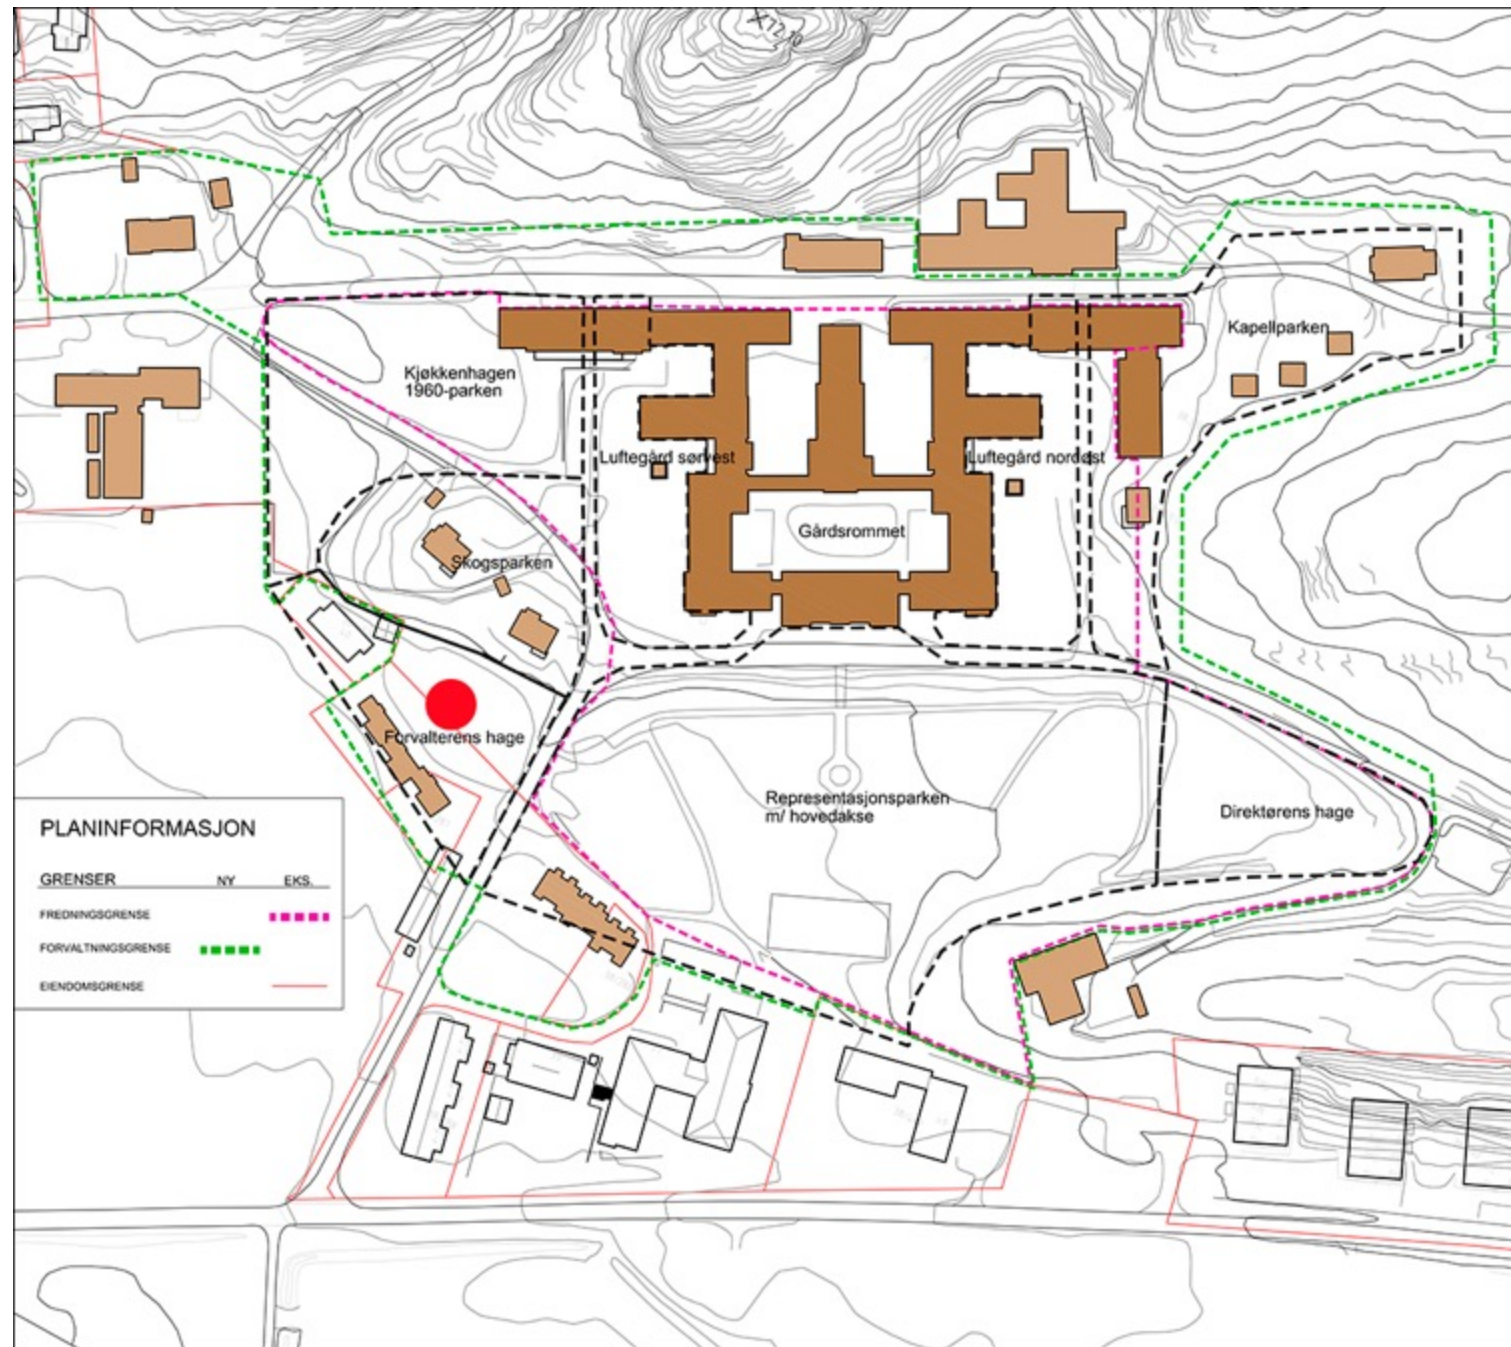 Kapellparken
Kjøkkenhagen
1960-parken
Luftegård sørvest
Luftegård nordøst
Gårdsrommet
Skogsparken
Forvalterens hage
Representasjonsparken
m/ hovedakse
Direktørens hage
PLANINFORMASJON
GRENSER NY EKS.
FREDNINGSGRENSE
FORVALTNINGSGRENSE
EIENDOMSGRENSE